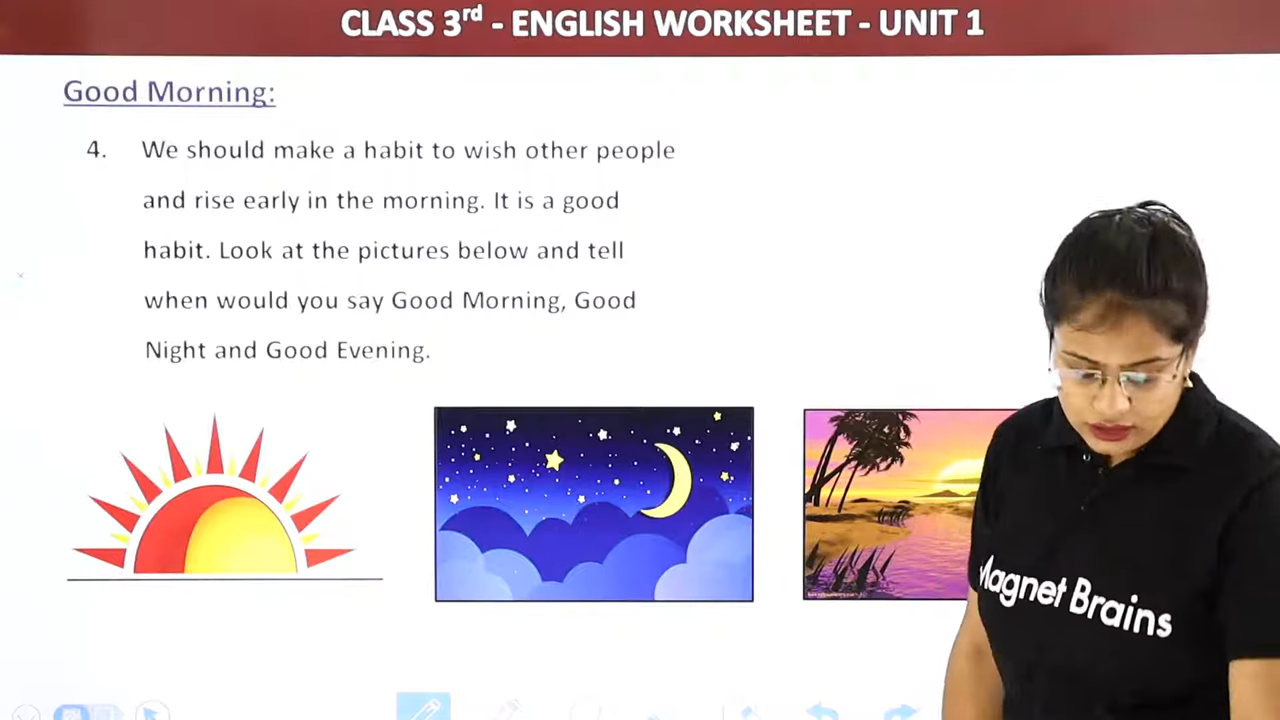 CLASS 3rd - ENGLISH WORKSHEET - UNIT 1
Good Morning:
4. We should make a habit to wish other people
and rise early in the morning. It is a good
habit. Look at the pictures below and tell
when would you say Good Morning, Good
Night and Good Evening.
Magnet Brains